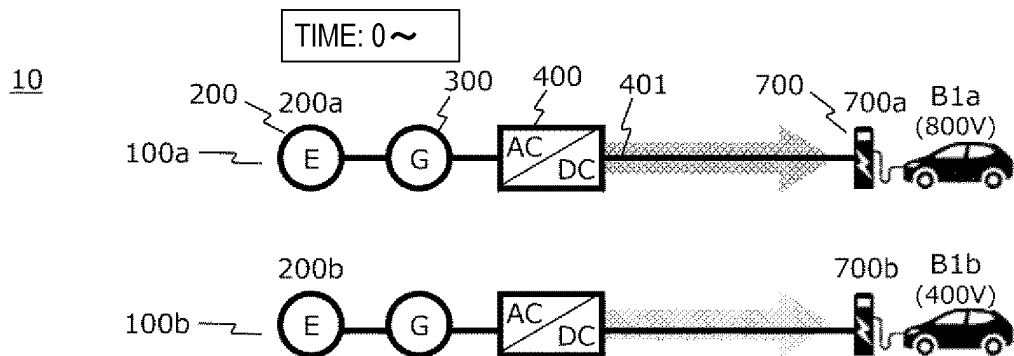 TIME: 0～
10
200 200a 300 400 401 700 700a B1a
(800V)
100a E G AC
DC
200b 700b B1b
(400V)
100b E G AC
DC